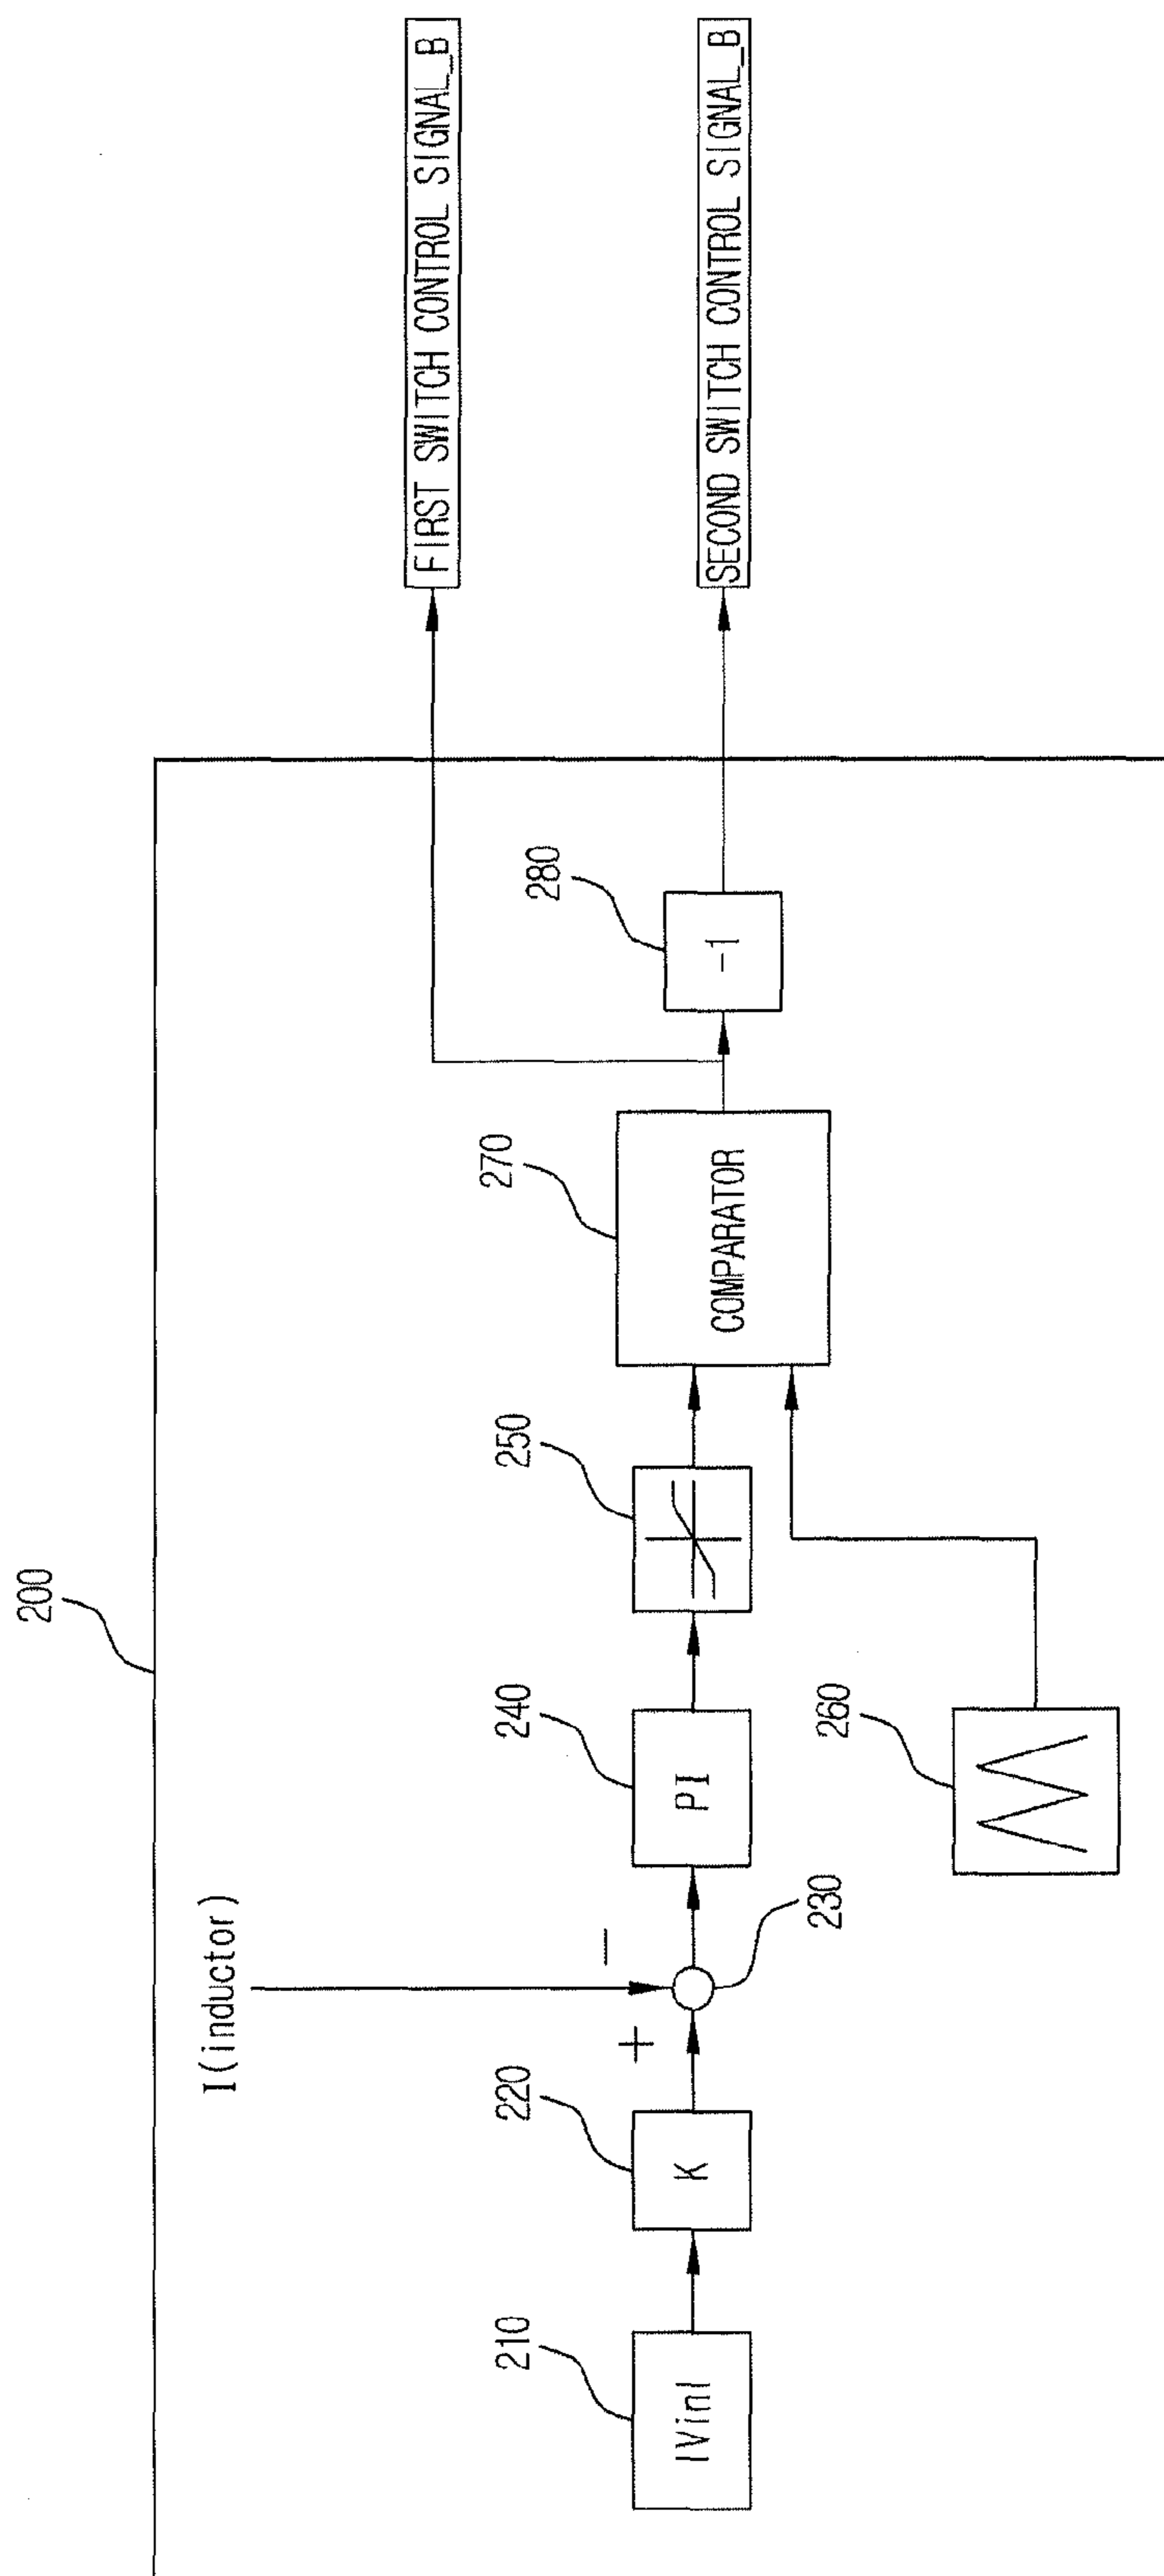 200
I(inductor)
210
|Vin|
220
K
+
−
230
240
PI
250
260
270
COMPARATOR
280
-1
FIRST SWITCH CONTROL SIGNAL_B
SECOND SWITCH CONTROL SIGNAL_B